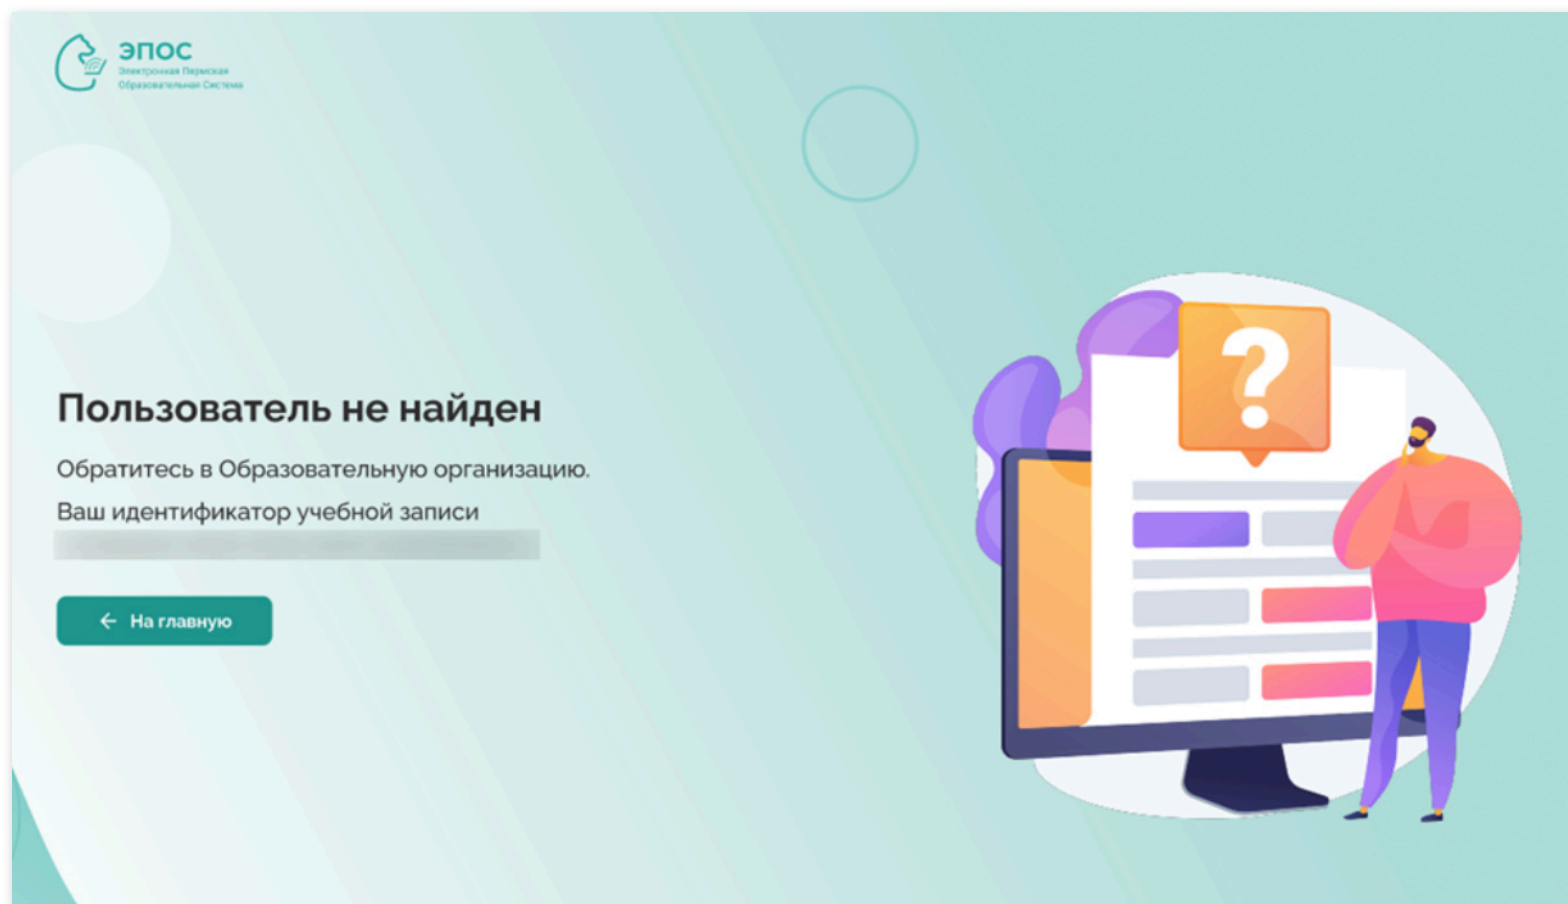 ЭПОС
Электронная Пермская
Образовательная Система
Пользователь не найден
Обратитесь в Образовательную организацию.
Ваш идентификатор учебной записи
← На главную
?